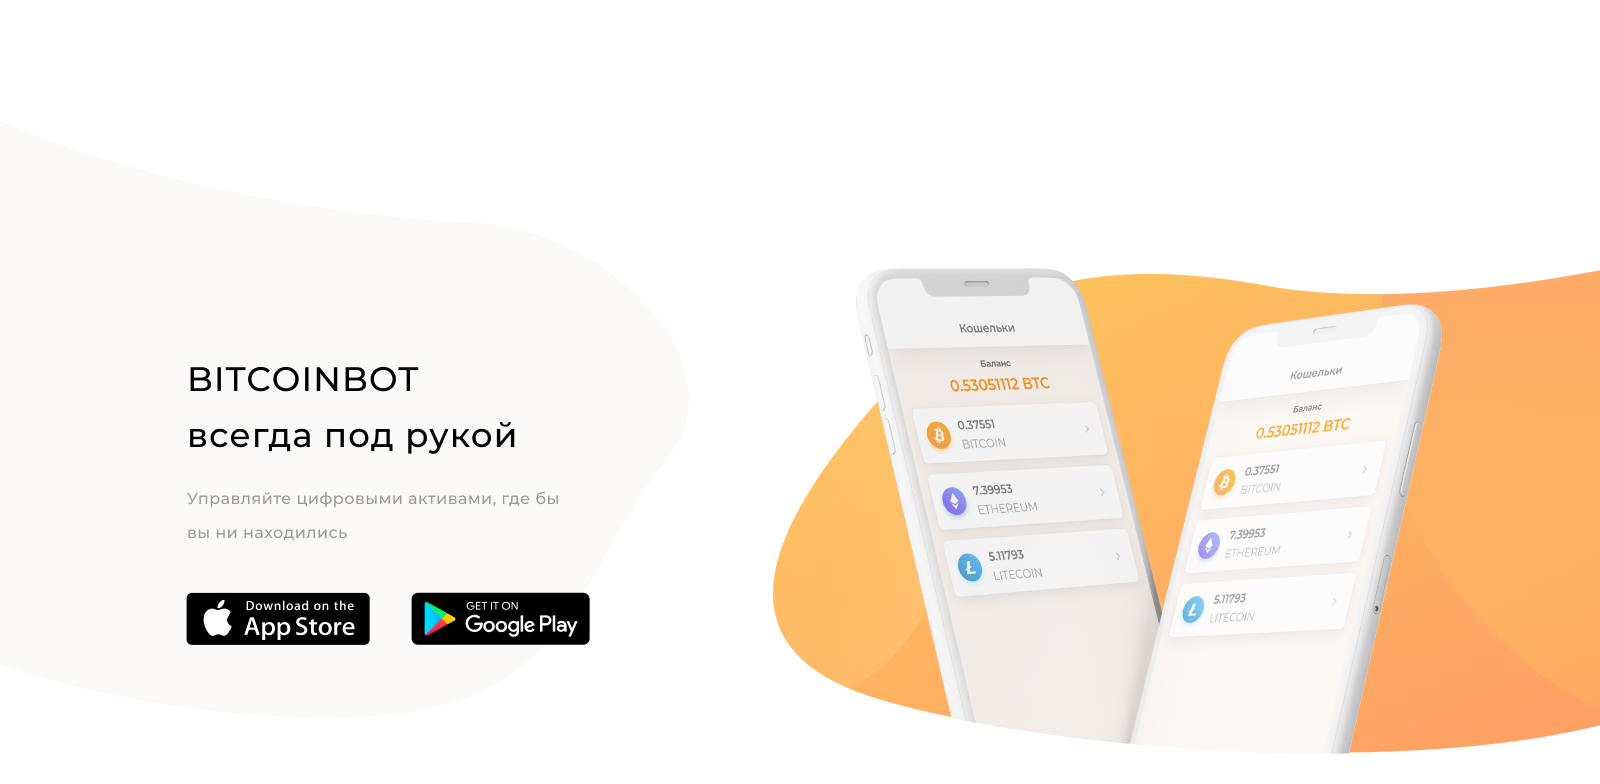 BITCOINBOT
всегда под рукой
Управляйте цифровыми активами, где бы
вы ни находились
Download on the
App Store
GET IT ON
Google Play
Кошельки
Баланс
0.53051112 BTC
0.37551
BITCOIN
7.39953
ETHEREUM
5.11793
LITECOIN
Кошельки
Баланс
0.53051112 BTC
0.37551
BITCOIN
7.39953
ETHEREUM
5.11793
LITECOIN